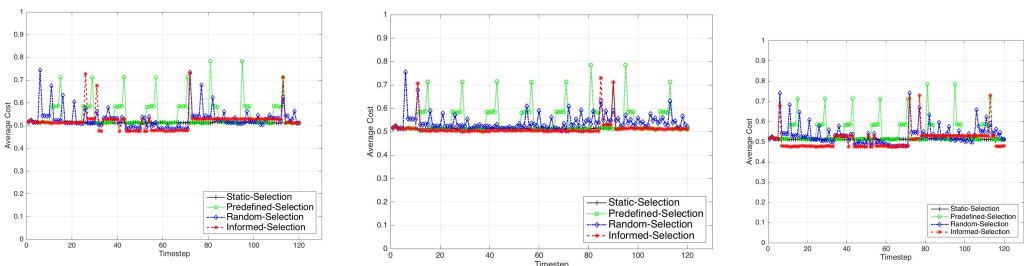 1
0.9
0.8
0.7
0.6
0.5
0.4
0.3
0.2
0.1
0
Average Cost
0 20 40 60 80 100 120
Timestep
Static-Selection
Predefined-Selection
Random-Selection
Informed-Selection
1
0.9
0.8
0.7
0.6
0.5
0.4
0.3
0.2
0.1
0
Average Cost
0 20 40 60 80 100 120
Timestep
Static-Selection
Predefined-Selection
Random-Selection
Informed-Selection
1
0.9
0.8
0.7
0.6
0.5
0.4
0.3
0.2
0.1
0
Average Cost
0 20 40 60 80 100 120
Timestep
Static-Selection
Predefined-Selection
Random-Selection
Informed-Selection